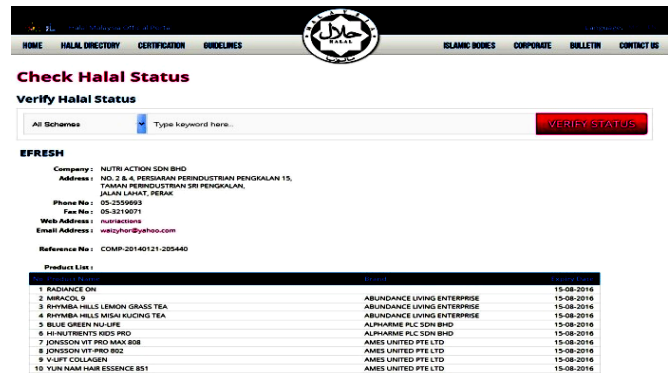 HOME HALAL DIRECTORY CERTIFICATION GUIDELINES ISLAMIC BODIES CORPORATE BULLETIN CONTACT US
حلال
HALAL
Check Halal Status
Verify Halal Status
All Schemes Type keyword here.. VERIFY STATUS
EFRESH
Company : NUTRI ACTION SDN BHD
Address : NO. 2 & 4, PERSIARAN PERINDUSTRIAN PENGKALAN 15,
TAMAN PERINDUSTRIAN SRI PENGKALAN,
JALAN LAHAT, PERAK
Phone No : 05-2559693
Fax No : 05-3219071
Web Address : nutriactions
Email Address : waizyhor@yahoo.com
Reference No : COMP-20140121-205440
Product List :
No Product Name Brand Expiry Date
1 RADIANCE ON 15-08-2016
2 MIRACOL 9 ABUNDANCE LIVING ENTERPRISE 15-08-2016
3 RHYMBA HILLS LEMON GRASS TEA ABUNDANCE LIVING ENTERPRISE 15-08-2016
4 RHYMBA HILLS MISAI KUCING TEA ABUNDANCE LIVING ENTERPRISE 15-08-2016
5 BLUE GREEN NU-LIFE ALPHARME PLC SDN BHD 15-08-2016
6 HI-NUTRIENTS KIDS PRO ALPHARME PLC SDN BHD 15-08-2016
7 JONSSON VIT PRO MAX 808 AMES UNITED PTE LTD 15-08-2016
8 JONSSON VIT-PRO 802 AMES UNITED PTE LTD 15-08-2016
9 V-LIFT COLLAGEN AMES UNITED PTE LTD 15-08-2016
10 YUN NAM HAIR ESSENCE 851 AMES UNITED PTE LTD 15-08-2016